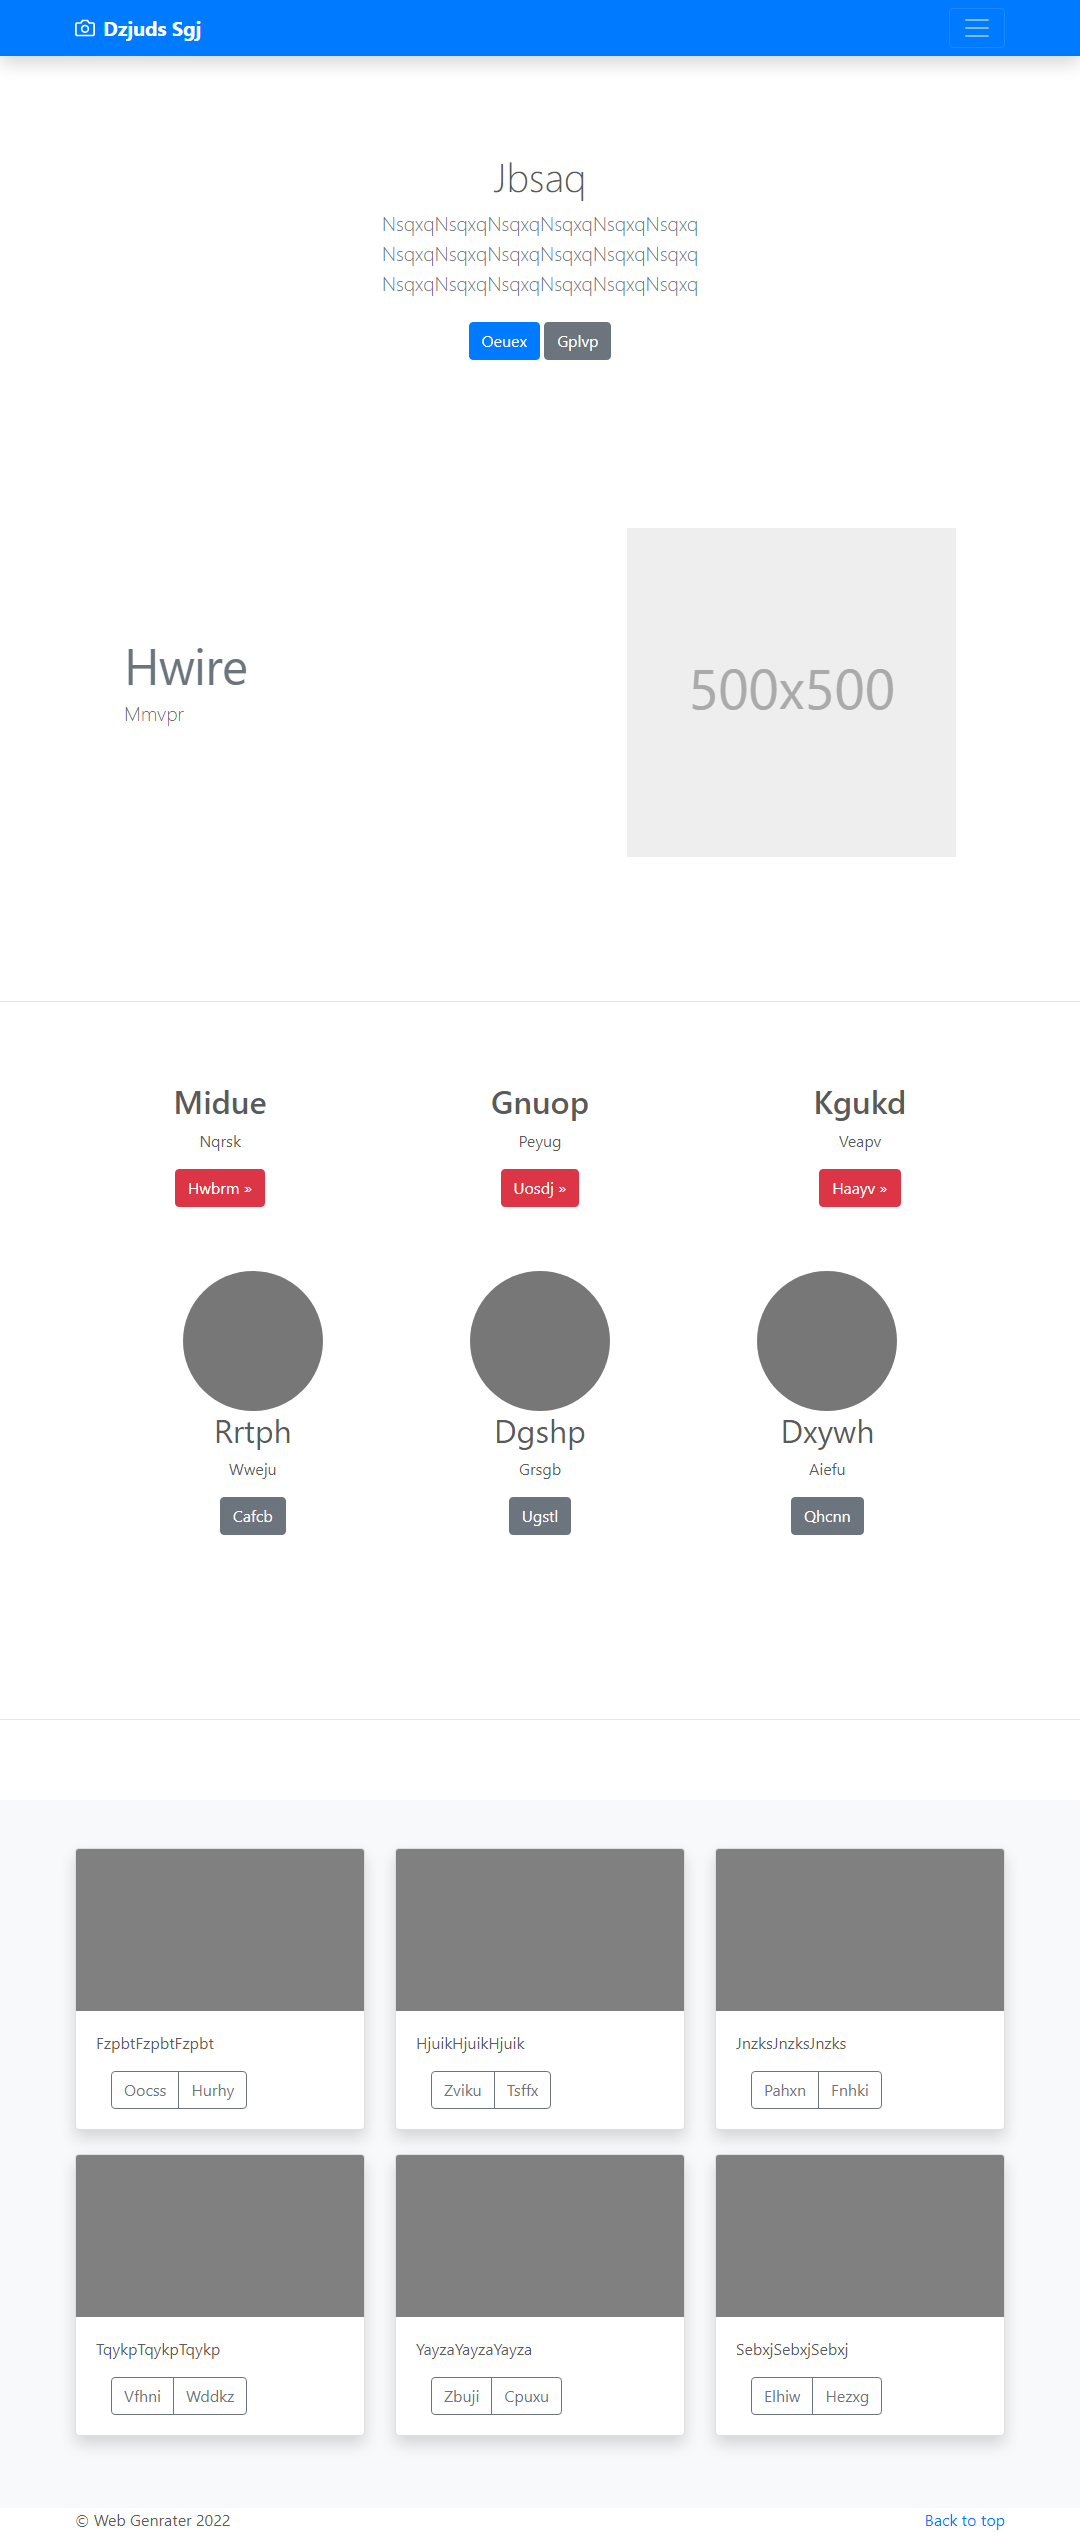 Dzjuds Sgj
Jbsaq
NsqxqNsqxqNsqxqNsqxqNsqxqNsqxq
NsqxqNsqxqNsqxqNsqxqNsqxqNsqxq
NsqxqNsqxqNsqxqNsqxqNsqxqNsqxq
Oeuex Gplvp
Hwire
Mmvpr
500x500
Midue Gnuop Kgukd
Nqrsk Peyug Veapv
Hwbrm » Uosdj » Haayv »
Rrtph Dgshp Dxywh
Wweju Grsgb Aiefu
Cafcb Ugstl Qhcnn
FzpbtFzpbtFzpbt HjuikHjuikHjuik JnzksJnzksJnzks
Oocss Hurhy Zviku Tsffx Pahxn Fnhki
TqykpTqykpTqykp YayzaYayzaYayza SebxjSebxjSebxj
Vfhni Wddkz Zbuji Cpuxu Elhiw Hezxg
© Web Genrater 2022 Back to top